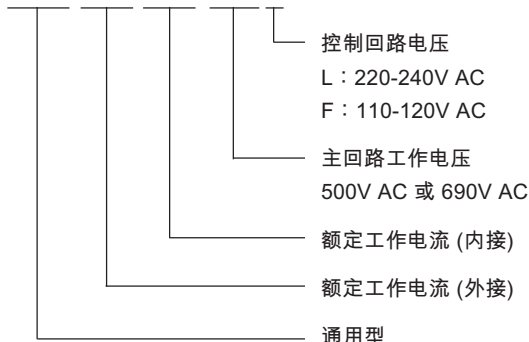 控制回路电压
L：220-240V AC
F：110-120V AC
主回路工作电压
500V AC 或 690V AC
额定工作电流 (内接)
额定工作电流 (外接)
通用型